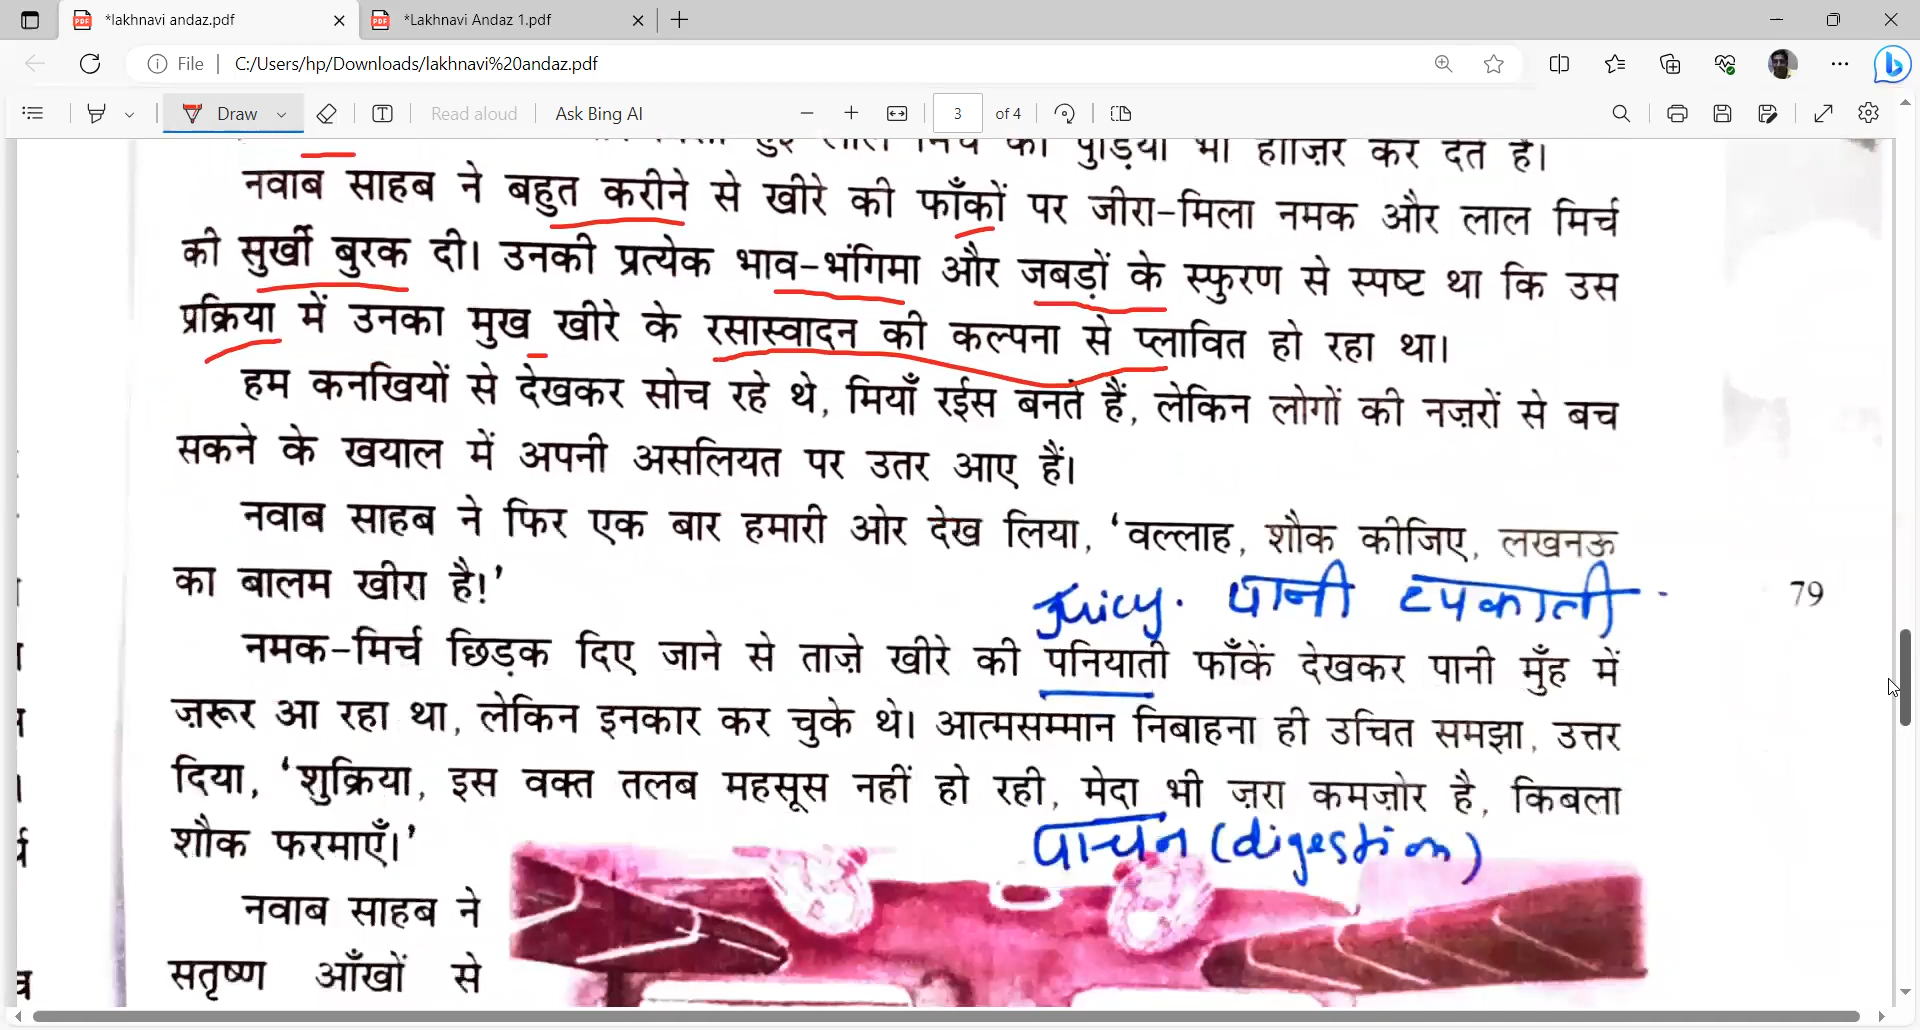 *lakhnavi andaz.pdf
*Lakhnavi Andaz 1.pdf
File
C:/Users/hp/Downloads/lakhnavi%20andaz.pdf
Draw
Read aloud
Ask Bing AI
3 of 4
पुड़िया भी हाज़िर कर देते हैं।
नवाब साहब ने बहुत करीने से खीरे की फाँकों पर जीरा-मिला नमक और लाल मिर्च
की सुर्खी बुरक दी। उनकी प्रत्येक भाव-भंगिमा और जबड़ों के स्फुरण से स्पष्ट था कि उस
प्रक्रिया में उनका मुख खीरे के रसास्वादन की कल्पना से प्लावित हो रहा था।
हम कनखियों से देखकर सोच रहे थे, मियाँ रईस बनते हैं, लेकिन लोगों की नज़रों से बच
सकने के खयाल में अपनी असलियत पर उतर आए हैं।
नवाब साहब ने फिर एक बार हमारी ओर देख लिया, 'वल्लाह, शौक कीजिए, लखनऊ
का बालम खीरा है!'
Juicy. पानी टपकाती
79
नमक-मिर्च छिड़क दिए जाने से ताज़े खीरे की पनियाती फाँकें देखकर पानी मुँह में
ज़रूर आ रहा था, लेकिन इनकार कर चुके थे। आत्मसम्मान निबाहना ही उचित समझा, उत्तर
दिया, 'शुक्रिया, इस वक्त तलब महसूस नहीं हो रही, मेदा भी ज़रा कमज़ोर है, किबला
शौक फरमाएँ।'
पाचन (digestion)
नवाब साहब ने
सतृष्ण आँखों से